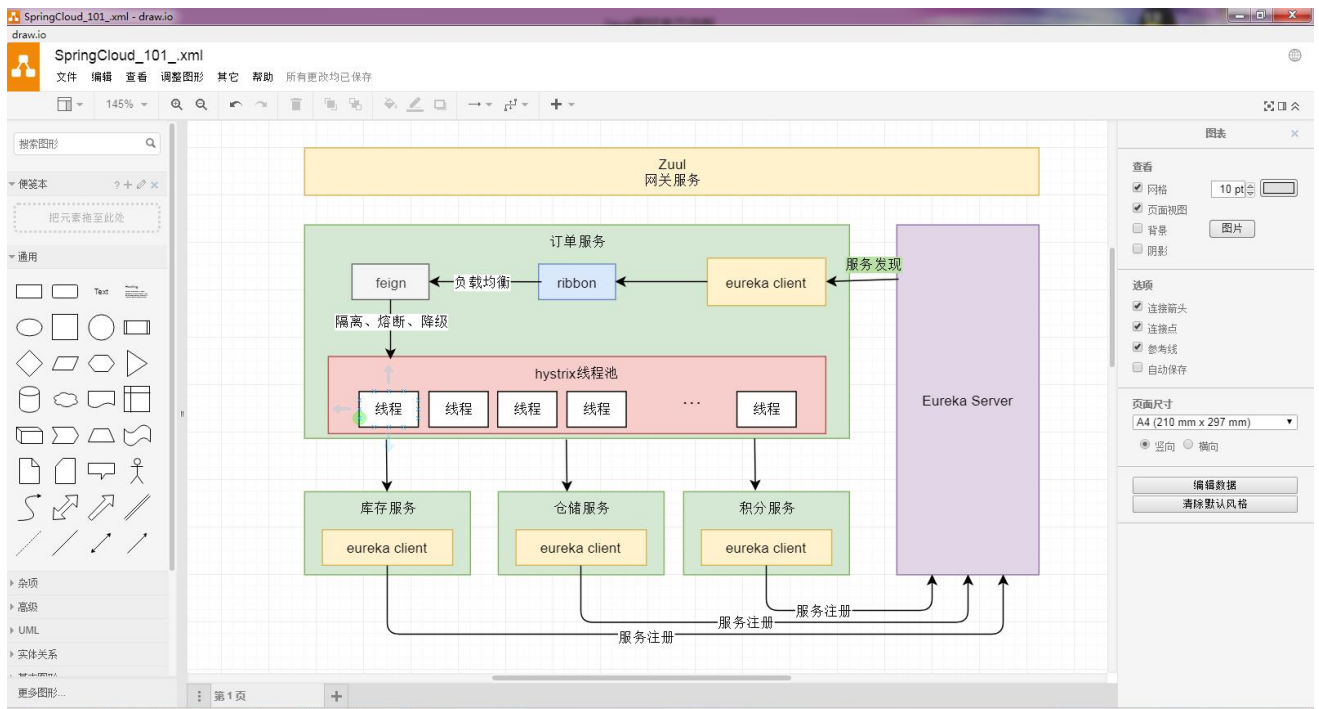 SpringCloud_101_.xml - draw.io
draw.io
SpringCloud_101_.xml
文件 编辑 查看 调整图形 其它 帮助 所有更改均已保存
145%
搜索图形
便笺本
把元素拖至此处
通用
Text
杂项
高级
UML
实体关系
更多图形...
Zuul
网关服务
订单服务
服务发现
feign
负载均衡
ribbon
eureka client
隔离、熔断、降级
hystrix线程池
线程 线程 线程 线程 ... 线程
Eureka Server
库存服务 仓储服务 积分服务
eureka client eureka client eureka client
服务注册
服务注册
服务注册
第1页
图表
查看
网格 10 pt
页面视图
背景 图片
阴影
选项
连接箭头
连接点
参考线
自动保存
页面尺寸
A4 (210 mm x 297 mm)
竖向 横向
编辑数据
清除默认风格